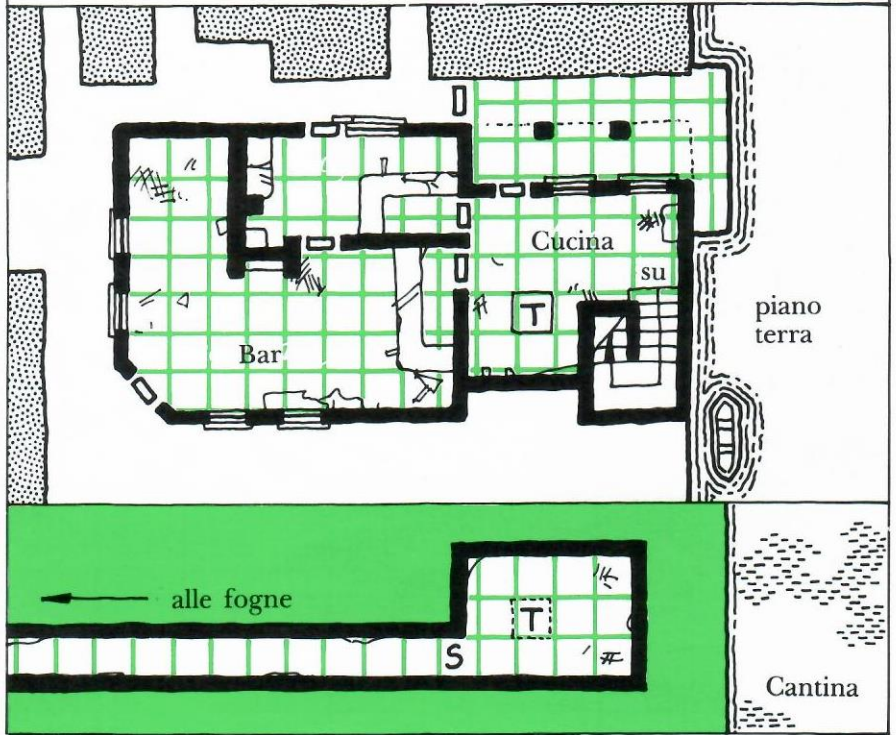 Cucina
su
T
piano
terra
Bar
alle fogne
T
S
Cantina